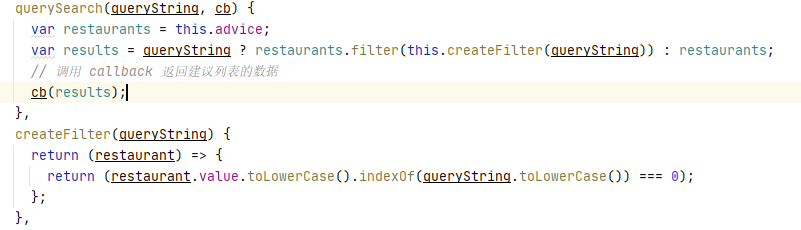 querySearch(queryString, cb) {
var restaurants = this.advice;
var results = queryString ? restaurants.filter(this.createFilter(queryString)) : restaurants;
// 调用 callback 返回建议列表的数据
cb(results);
},
createFilter(queryString) {
return (restaurant) => {
return (restaurant.value.toLowerCase().indexOf(queryString.toLowerCase()) === 0);
};
},